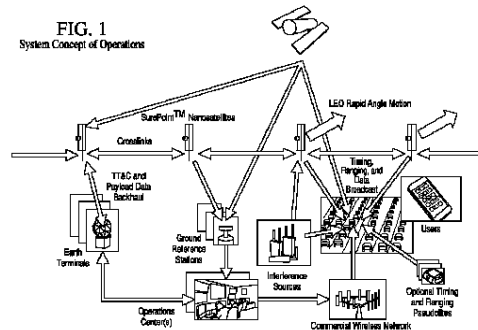 FIG. 1
System Concept of Operations
SurePoint™ Nanosatellites
LEO Rapid Angle Motion
Crosslinks
TT&C and
Payload Data
Backhaul
Timing,
Ranging, and
Data
Broadcast
Earth
Terminals
Ground
Reference
Stations
Interference
Sources
Users
Operations
Center(s)
Optional Timing
and Ranging
Pseudolites
Commercial Wireless Network